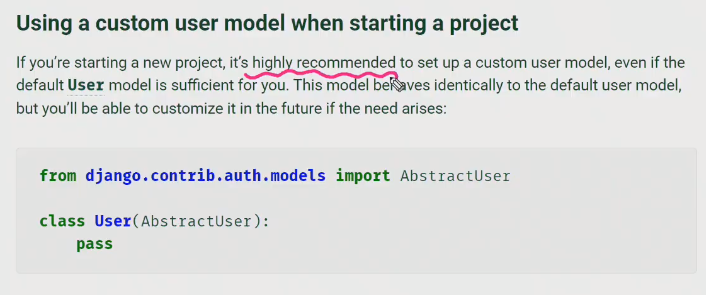 Using a custom user model when starting a project
If you’re starting a new project, it’s highly recommended to set up a custom user model, even if the
default User model is sufficient for you. This model behaves identically to the default user model,
but you’ll be able to customize it in the future if the need arises:
from django.contrib.auth.models import AbstractUser
class User(AbstractUser):
    pass